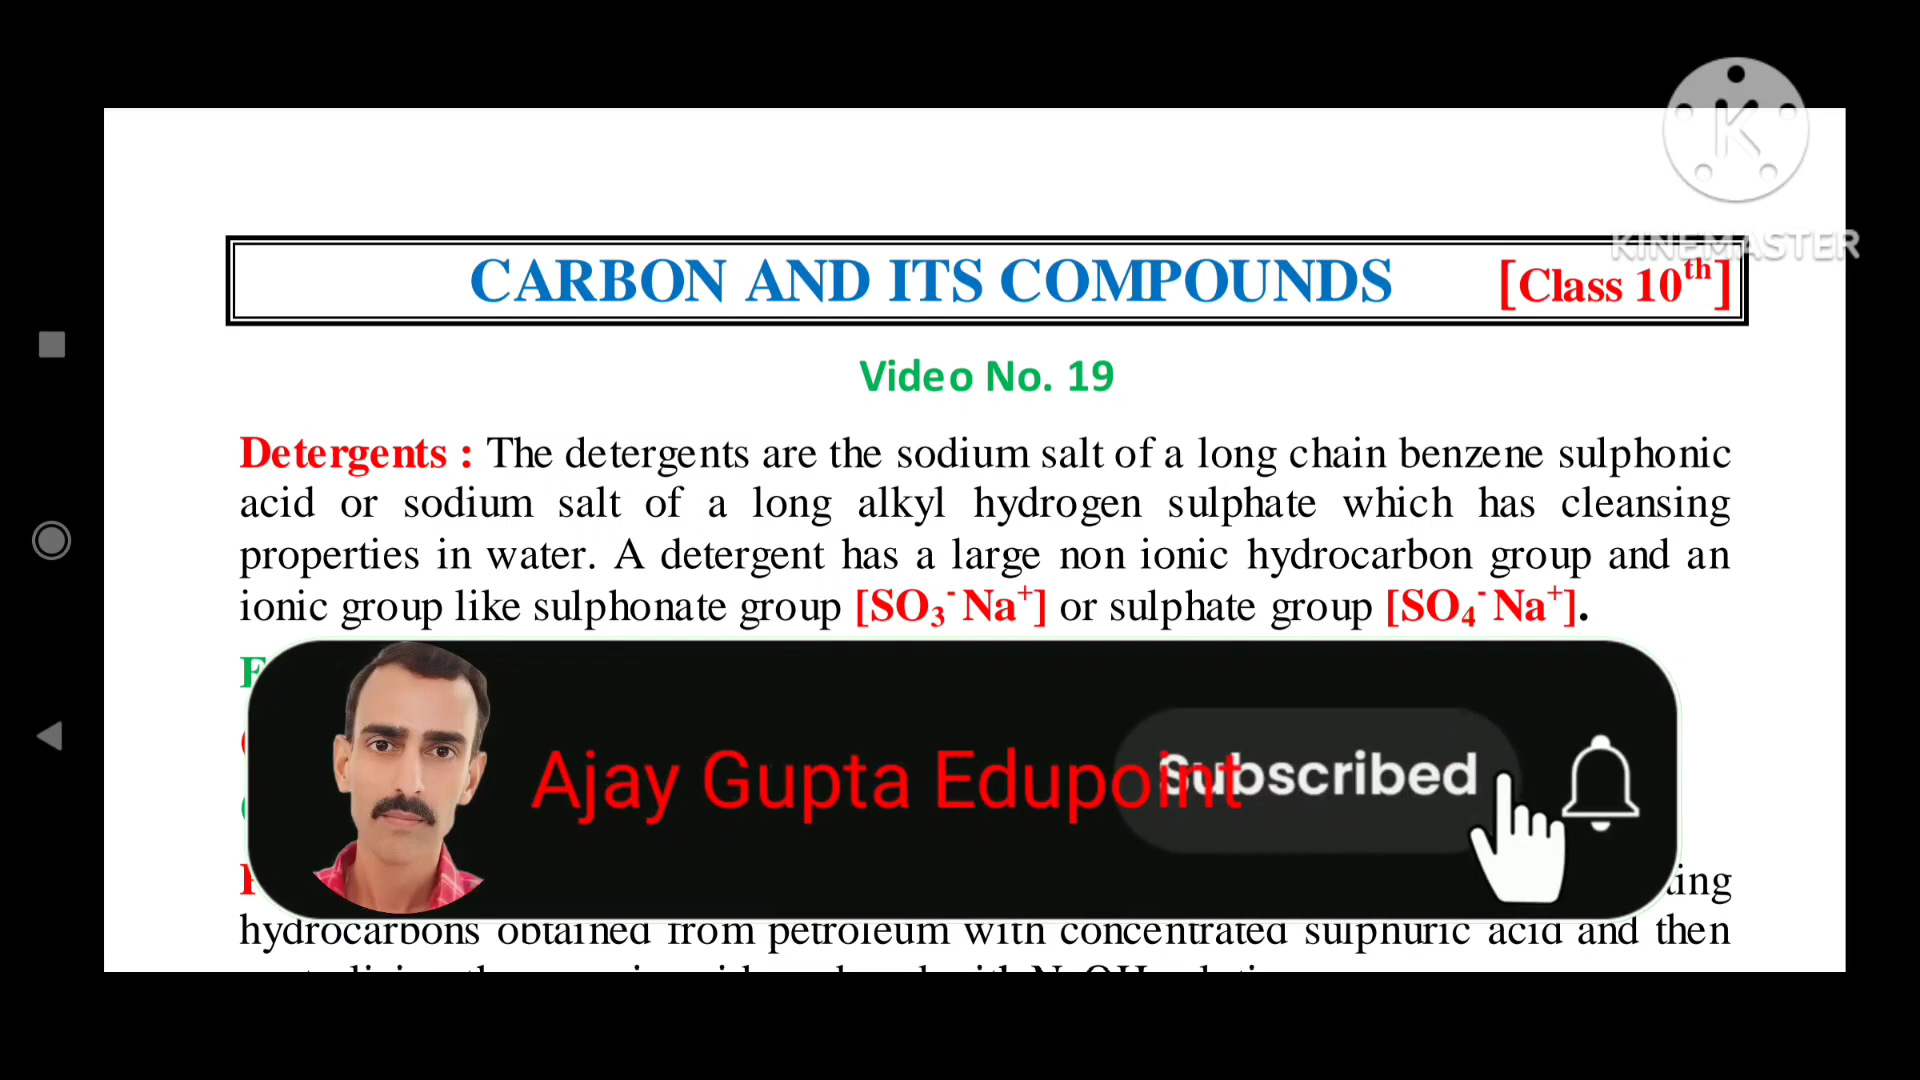 K
KINEMASTER
CARBON AND ITS COMPOUNDS [Class 10th]
Video No. 19
Detergents : The detergents are the sodium salt of a long chain benzene sulphonic
acid or sodium salt of a long alkyl hydrogen sulphate which has cleansing
properties in water. A detergent has a large non ionic hydrocarbon group and an
ionic group like sulphonate group [SO₃⁻Na⁺] or sulphate group [SO₄⁻Na⁺].
Ajay Gupta Edupoint Subscribed
hydrocarbons obtained from petroleum with concentrated sulphuric acid and then